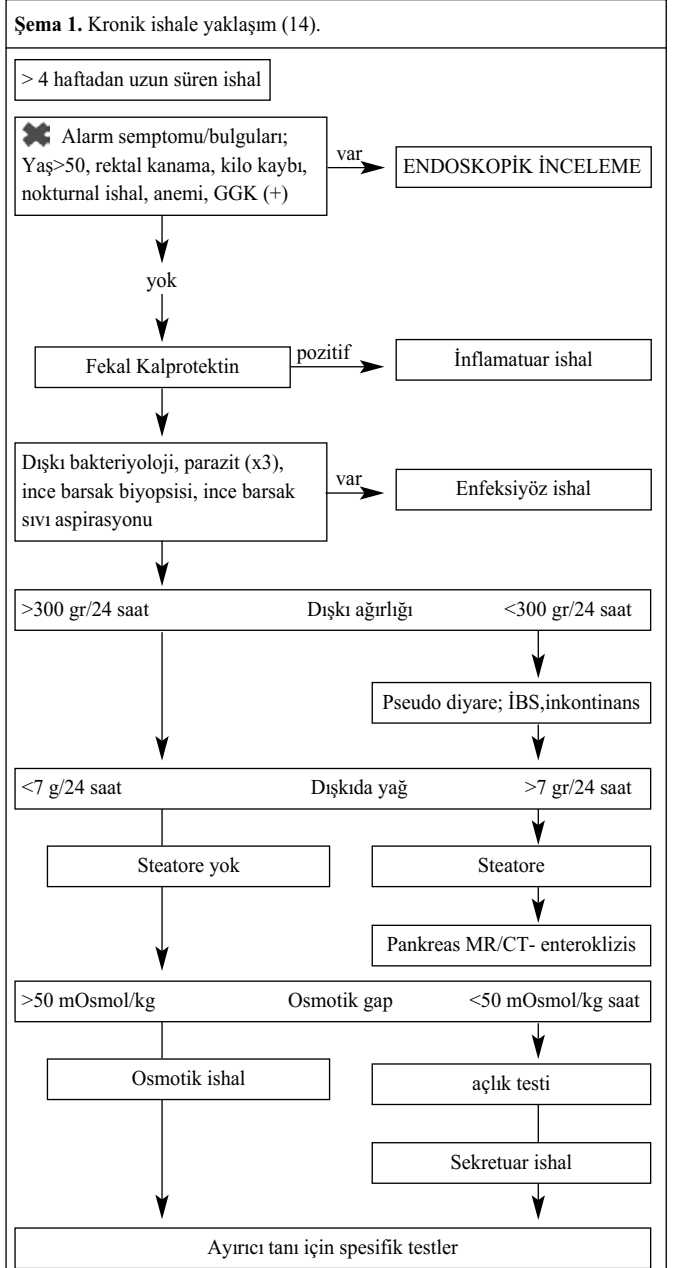 Şema 1. Kronik ishale yaklaşım (14).
> 4 haftadan uzun süren ishal
Alarm semptomu/bulguları;
Yaş>50, rektal kanama, kilo kaybı,
nokturnal ishal, anemi, GGK (+)
var
ENDOSKOPİK İNCELEME
yok
Fekal Kalprotektin
pozitif
İnflamatuar ishal
Dışkı bakteriyoloji, parazit (x3),
ince barsak biyopsisi, ince barsak
sıvı aspirasyonu
var
Enfeksiyöz ishal
>300 gr/24 saat Dışkı ağırlığı <300 gr/24 saat
Pseudo diyare; İBS,inkontinans
<7 g/24 saat Dışkıda yağ >7 gr/24 saat
Steatore yok
Steatore
Pankreas MR/CT- enteroklizis
>50 mOsmol/kg Osmotik gap <50 mOsmol/kg saat
Osmotik ishal
açlık testi
Sekretuar ishal
Ayırıcı tanı için spesifik testler